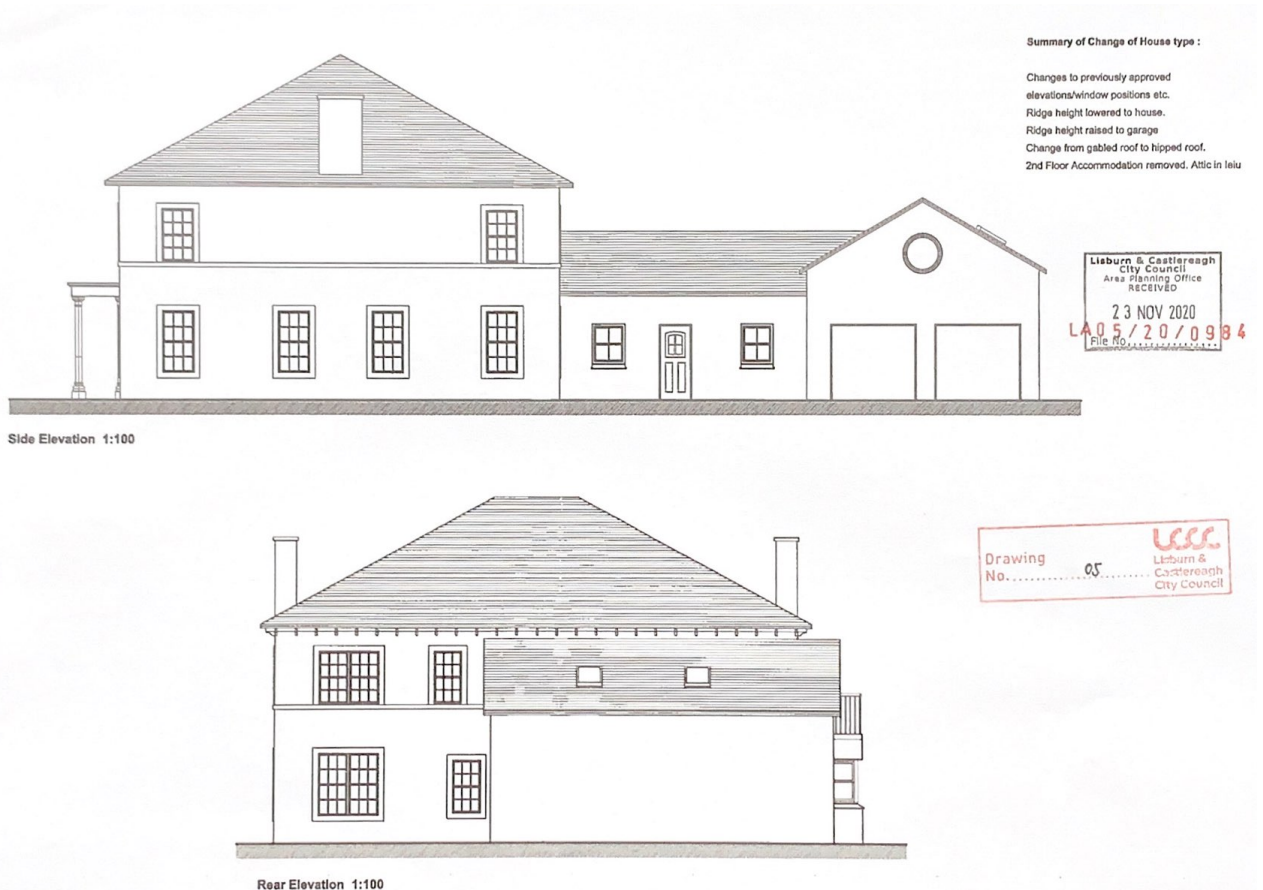 Summary of Change of House type :
Changes to previously approved
elevations/window positions etc.
Ridge height lowered to house.
Ridge height raised to garage
Change from gabled roof to hipped roof.
2nd Floor Accommodation removed. Attic in leiu
Lisburn & Castlereagh
City Council
Area Planning Office
RECEIVED
23 NOV 2020
LA05/20/0984
File No.............
Side Elevation 1:100
LCCC
Drawing
No............05............
Lisburn &
Castlereagh
City Council
Rear Elevation 1:100